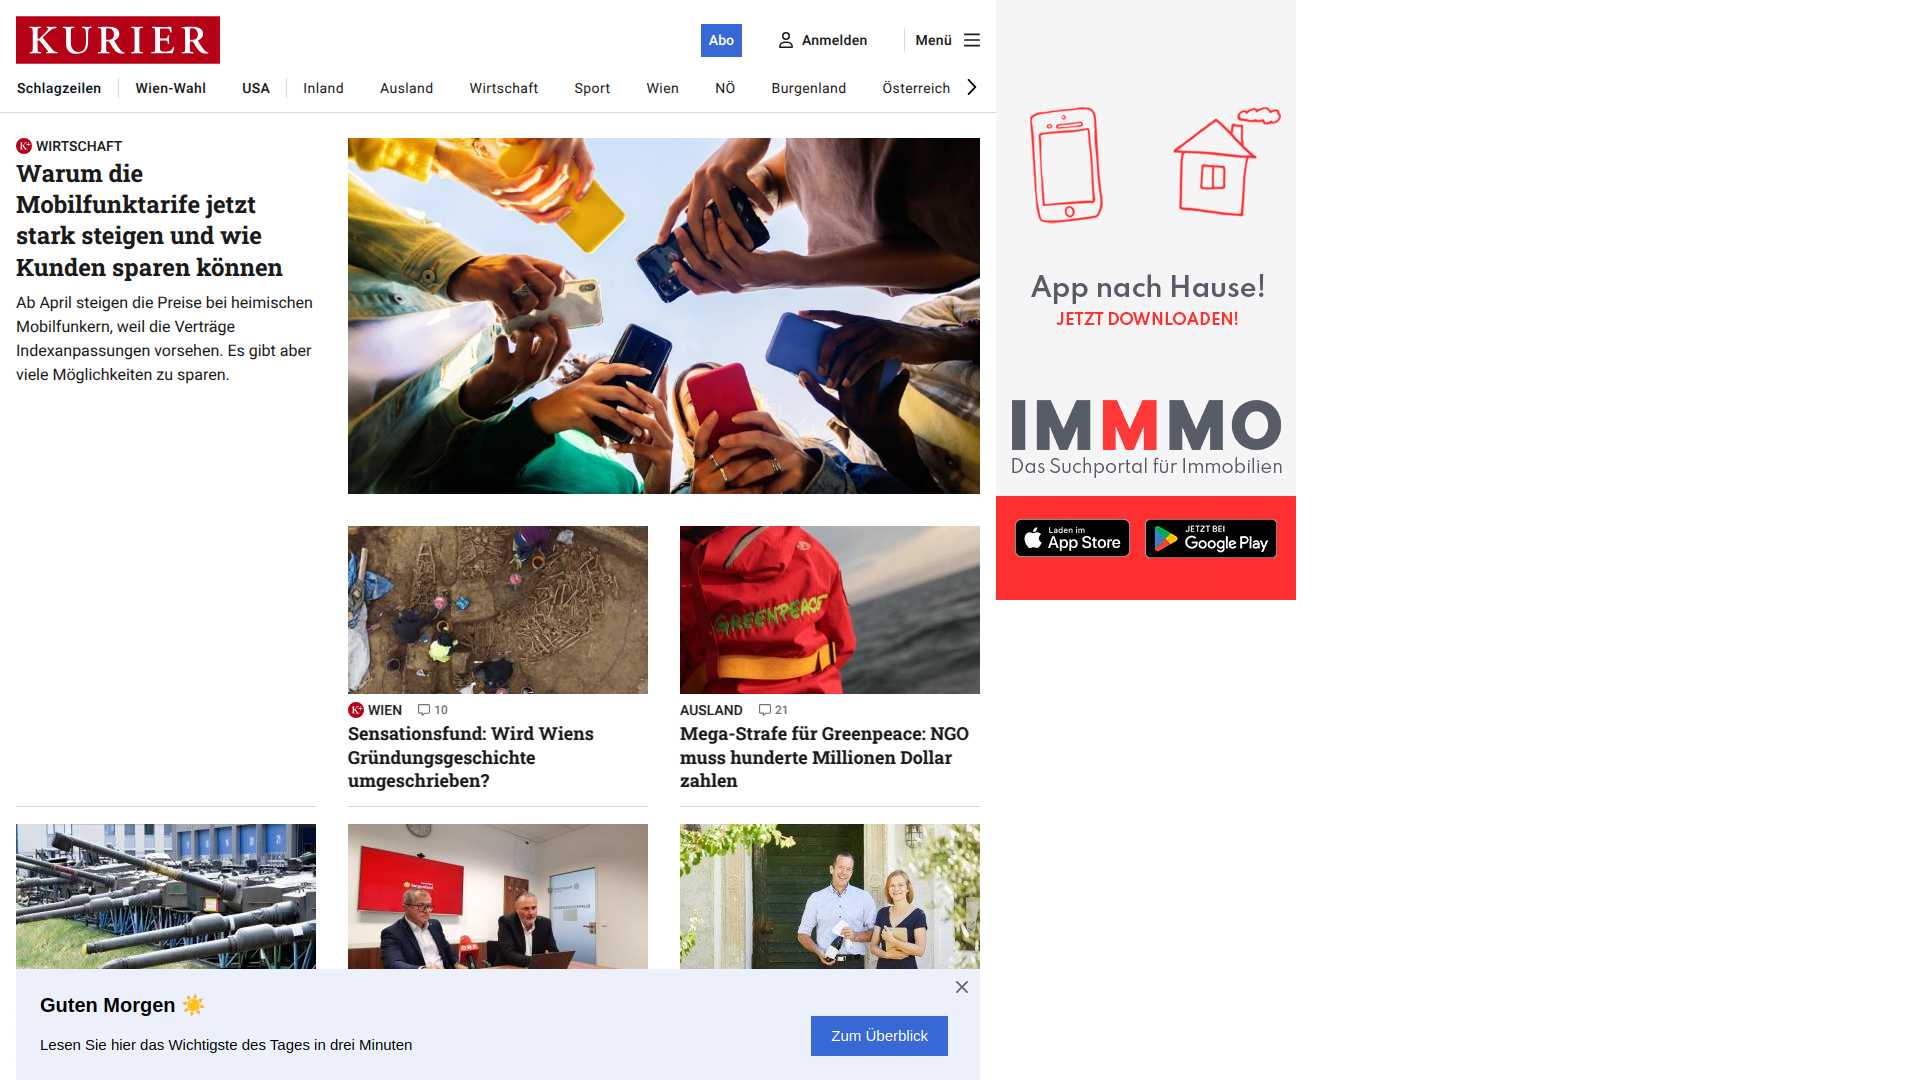 KURIER
Abo
Anmelden
Menü
Schlagzeilen
Wien-Wahl
USA
Inland
Ausland
Wirtschaft
Sport
Wien
NÖ
Burgenland
Österreich
K+ WIRTSCHAFT
Warum die
Mobilfunktarife jetzt
stark steigen und wie
Kunden sparen können
Ab April steigen die Preise bei heimischen
Mobilfunkern, weil die Verträge
Indexanpassungen vorsehen. Es gibt aber
viele Möglichkeiten zu sparen.
GREENPEACE
K+ WIEN 10
Sensationsfund: Wird Wiens
Gründungsgeschichte
umgeschrieben?
AUSLAND 21
Mega-Strafe für Greenpeace: NGO
muss hunderte Millionen Dollar
zahlen
Guten Morgen ☀️
Lesen Sie hier das Wichtigste des Tages in drei Minuten
Zum Überblick
App nach Hause!
JETZT DOWNLOADEN!
IMMMO
Das Suchportal für Immobilien
Laden im
App Store
JETZT BEI
Google Play